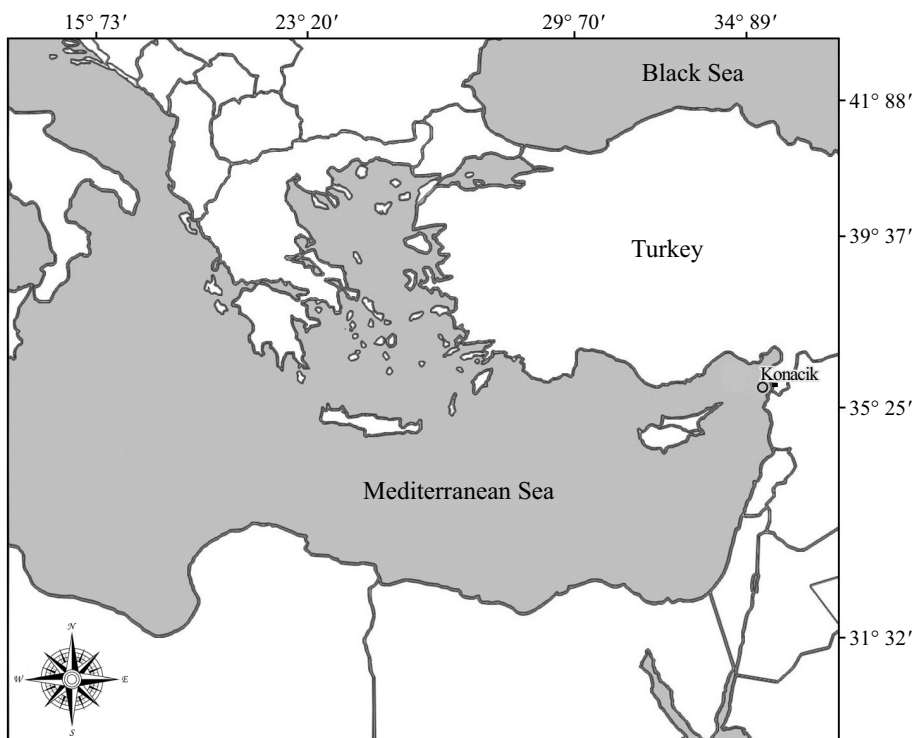 15° 73′ 23° 20′ 29° 70′ 34° 89′
Black Sea
41° 88′
39° 37′
Turkey
Konacik
35° 25′
Mediterranean Sea
31° 32′
N
W E
S